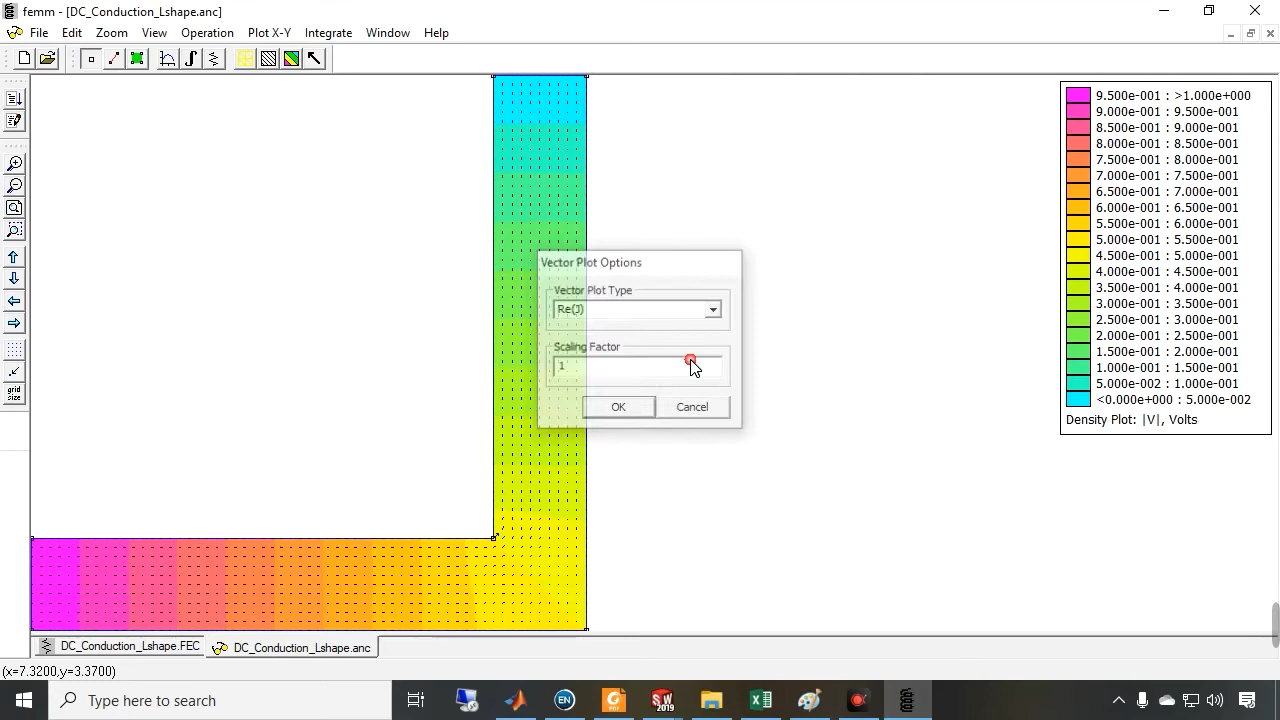 femm - [DC_Conduction_Lshape.anc]
File Edit Zoom View Operation Plot X-Y Integrate Window Help
9.500e-001 : >1.000e+000
9.000e-001 : 9.500e-001
8.500e-001 : 9.000e-001
8.000e-001 : 8.500e-001
7.500e-001 : 8.000e-001
7.000e-001 : 7.500e-001
6.500e-001 : 7.000e-001
6.000e-001 : 6.500e-001
5.500e-001 : 6.000e-001
5.000e-001 : 5.500e-001
4.500e-001 : 5.000e-001
4.000e-001 : 4.500e-001
3.500e-001 : 4.000e-001
3.000e-001 : 3.500e-001
2.500e-001 : 3.000e-001
2.000e-001 : 2.500e-001
1.500e-001 : 2.000e-001
1.000e-001 : 1.500e-001
5.000e-002 : 1.000e-001
<0.000e+000 : 5.000e-002
Density Plot: |V|, Volts
Vector Plot Options
Vector Plot Type
Re(J)
Scaling Factor
1
OK Cancel
grid
size
DC_Conduction_Lshape.FEC DC_Conduction_Lshape.anc
(x=7.3200,y=3.3700)
Type here to search
EN
SW
2019